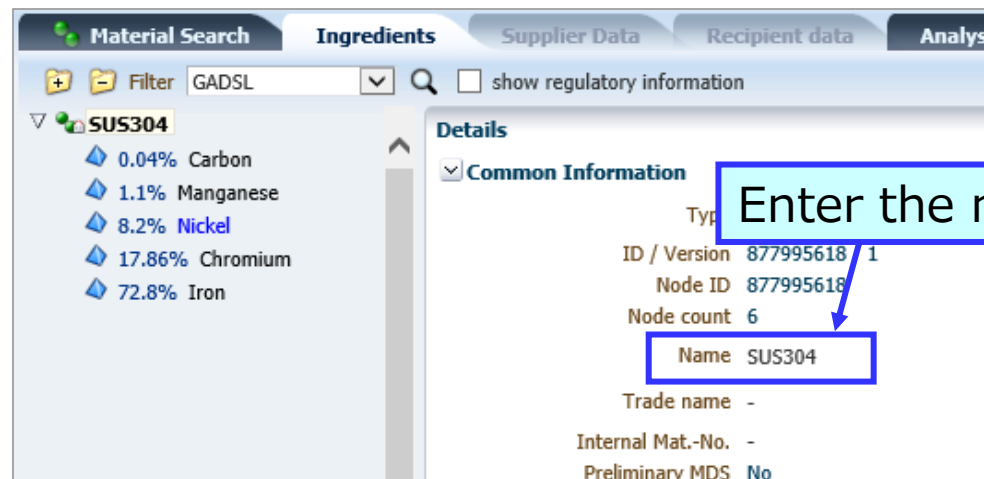 Material Search Ingredients Supplier Data Recipient data
Filter GADSL show regulatory information
SUS304
0.04% Carbon
1.1% Manganese
8.2% Nickel
17.86% Chromium
72.8% Iron
Details
Common Information
Enter the
ID / Version 877995618 / 1
Node ID 877995618
Node count 6
Name SUS304
Trade name -
Internal Mat.-No. -
Preliminary MDS No